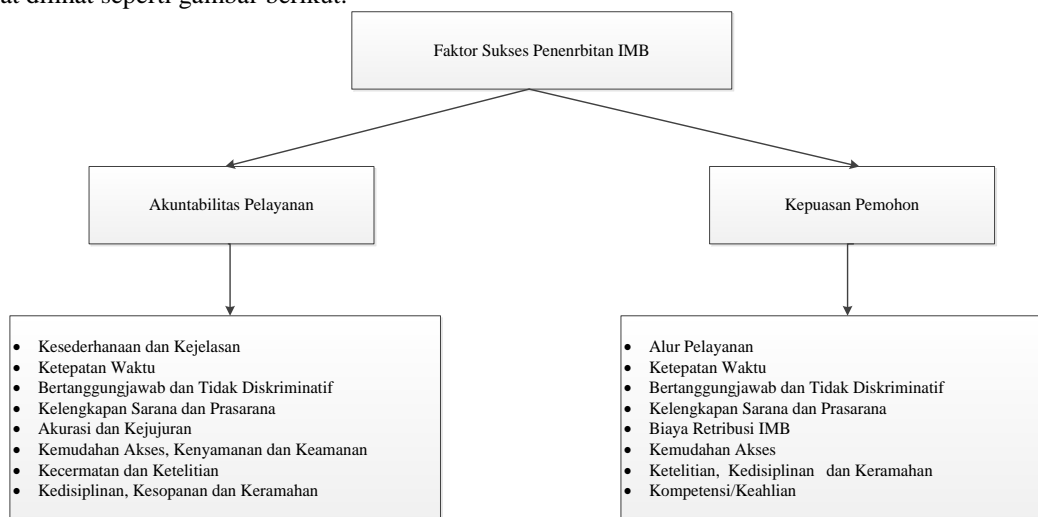 dilihat seperti gambar berikut:
Faktor Sukses Penenrbitan IMB
Akuntabilitas Pelayanan
Kepuasan Pemohon
• Kesederhanaan dan Kejelasan
• Ketepatan Waktu
• Bertanggungjawab dan Tidak Diskriminatif
• Kelengkapan Sarana dan Prasarana
• Akurasi dan Kejujuran
• Kemudahan Akses, Kenyamanan dan Keamanan
• Kecermatan dan Ketelitian
• Kedisiplinan, Kesopanan dan Keramahan
• Alur Pelayanan
• Ketepatan Waktu
• Bertanggungjawab dan Tidak Diskriminatif
• Kelengkapan Sarana dan Prasarana
• Biaya Retribusi IMB
• Kemudahan Akses
• Ketelitian, Kedisiplinan dan Keramahan
• Kompetensi/Keahlian